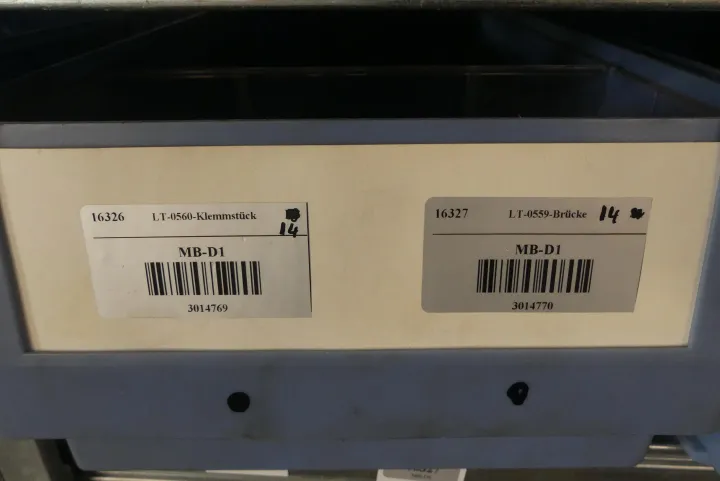 16326 LT-0560-Klemmstück
14
MB-D1
3014769
16327 LT-0559-Brücke 14
MB-D1
3014770